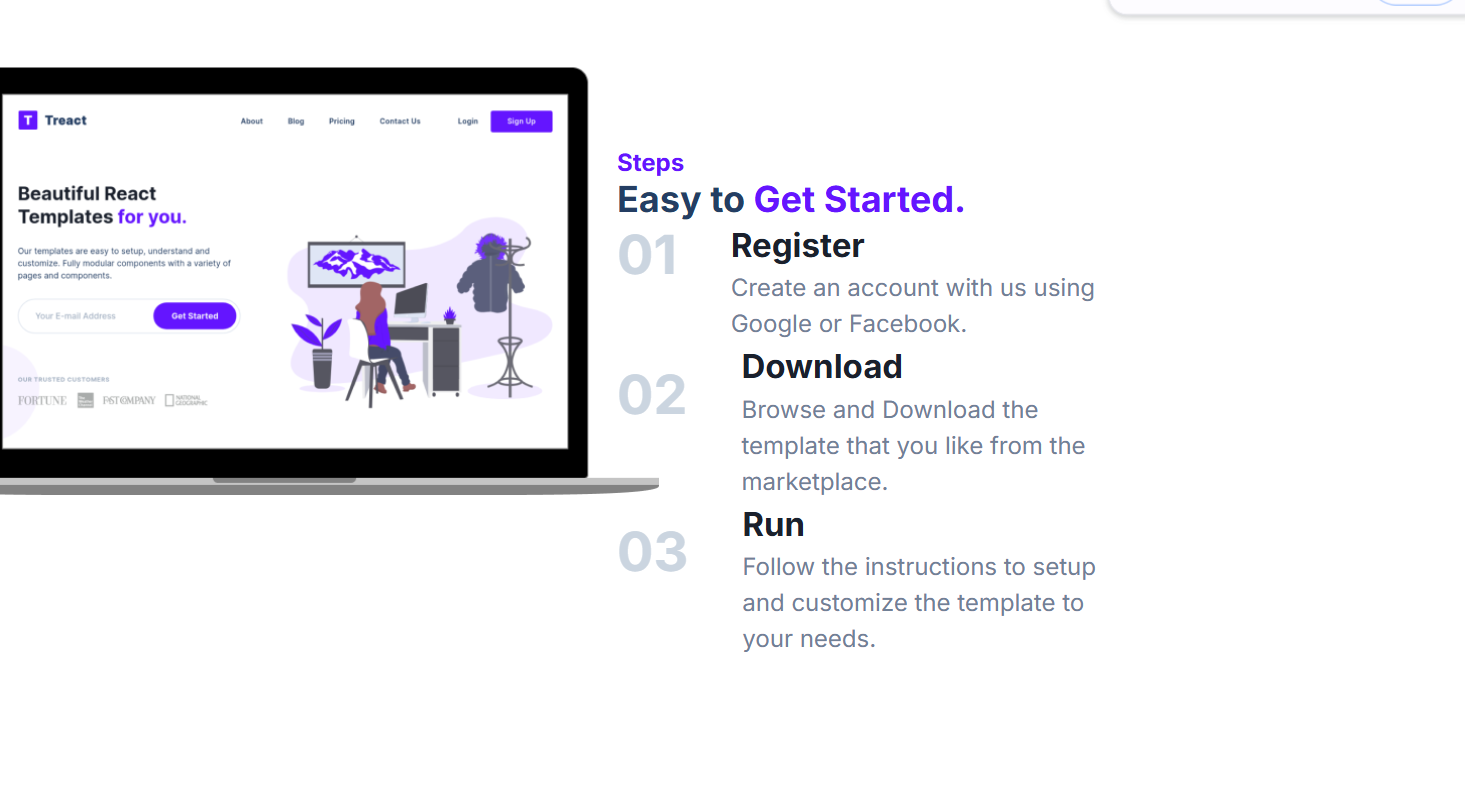 T Treact
About Blog Pricing Contact Us Login Sign Up
Beautiful React
Templates for you.
Our templates are easy to setup, understand and
customize. Fully modular components with a variety of
pages and components.
Your E-mail Address Get Started
OUR TRUSTED CUSTOMERS
FORTUNE
NATIONAL
GEOGRAPHIC
Steps
Easy to Get Started.
01 Register
Create an account with us using
Google or Facebook.
02 Download
Browse and Download the
template that you like from the
marketplace.
03 Run
Follow the instructions to setup
and customize the template to
your needs.